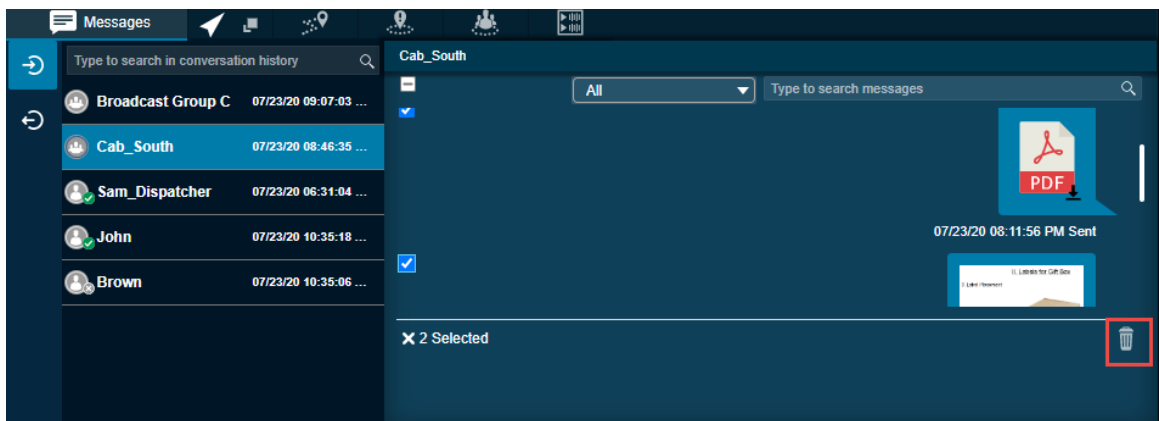 Messages
Type to search in conversation history
Cab_South
Broadcast Group C 07/23/20 09:07:03 ...
All
Type to search messages
Cab_South 07/23/20 08:46:35 ...
PDF
Sam_Dispatcher 07/23/20 06:31:04 ...
John 07/23/20 10:35:18 ...
07/23/20 08:11:56 PM Sent
Brown 07/23/20 10:35:06 ...
II. Labels for Gift Box
Label Placement
2 Selected